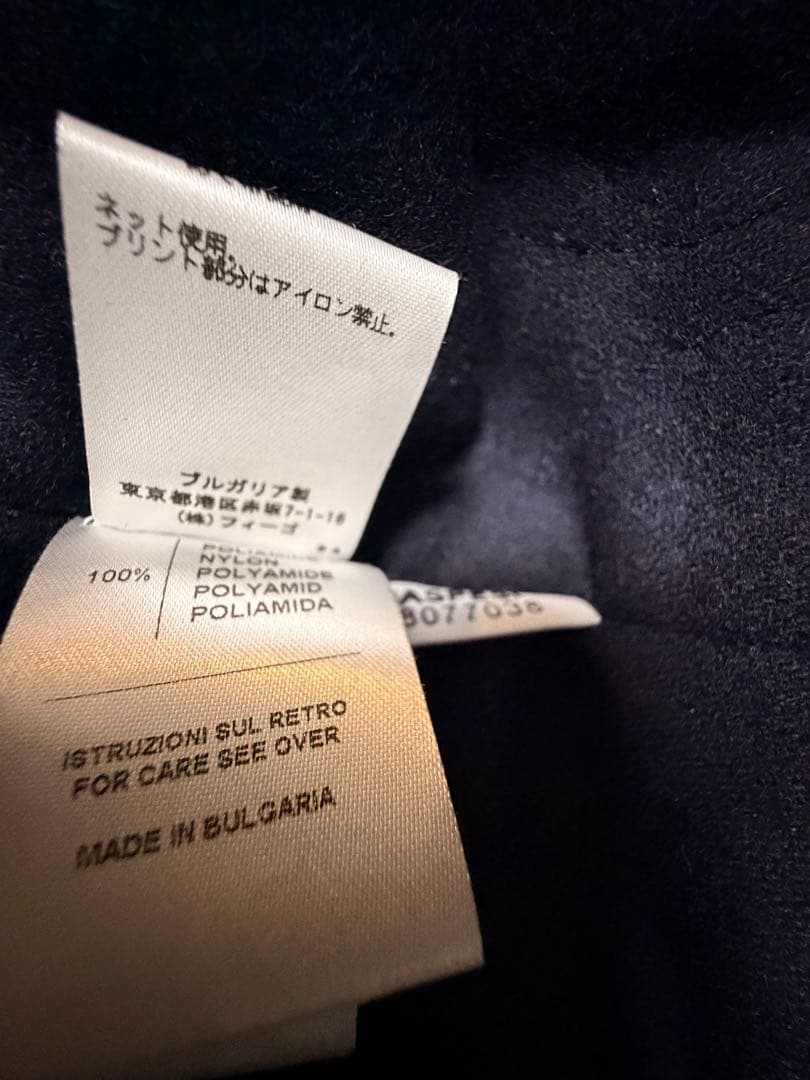 ネット使用.
プリント部分はアイロン禁止.
ブルガリア製
東京都港区赤坂7-1-16
(株)フィーゴ
100%
NYLON
POLYAMIDE
POLYAMID
POLIAMIDA
077036
ISTRUZIONI SUL RETRO
FOR CARE SEE OVER
MADE IN BULGARIA